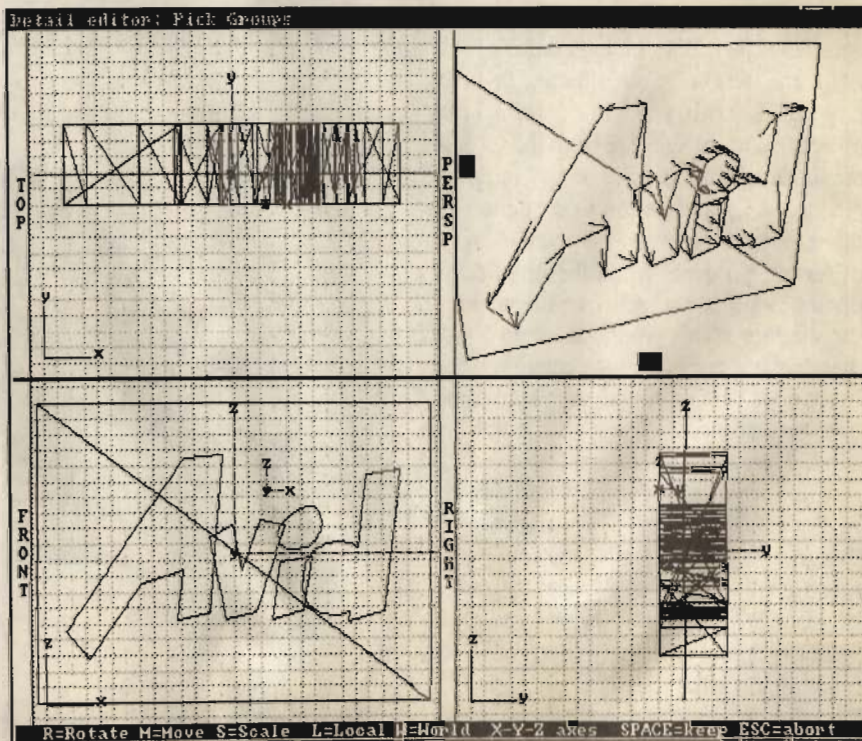 Detail editor: Pick Groups
y
TOP
y
x
PERSP
FRONT
z
z
x
z
x
RIGHT
z
y
z
y
R=Rotate M=Move S=Scale L=Local W=World X-Y-Z axes SPACE=keep ESC=abort